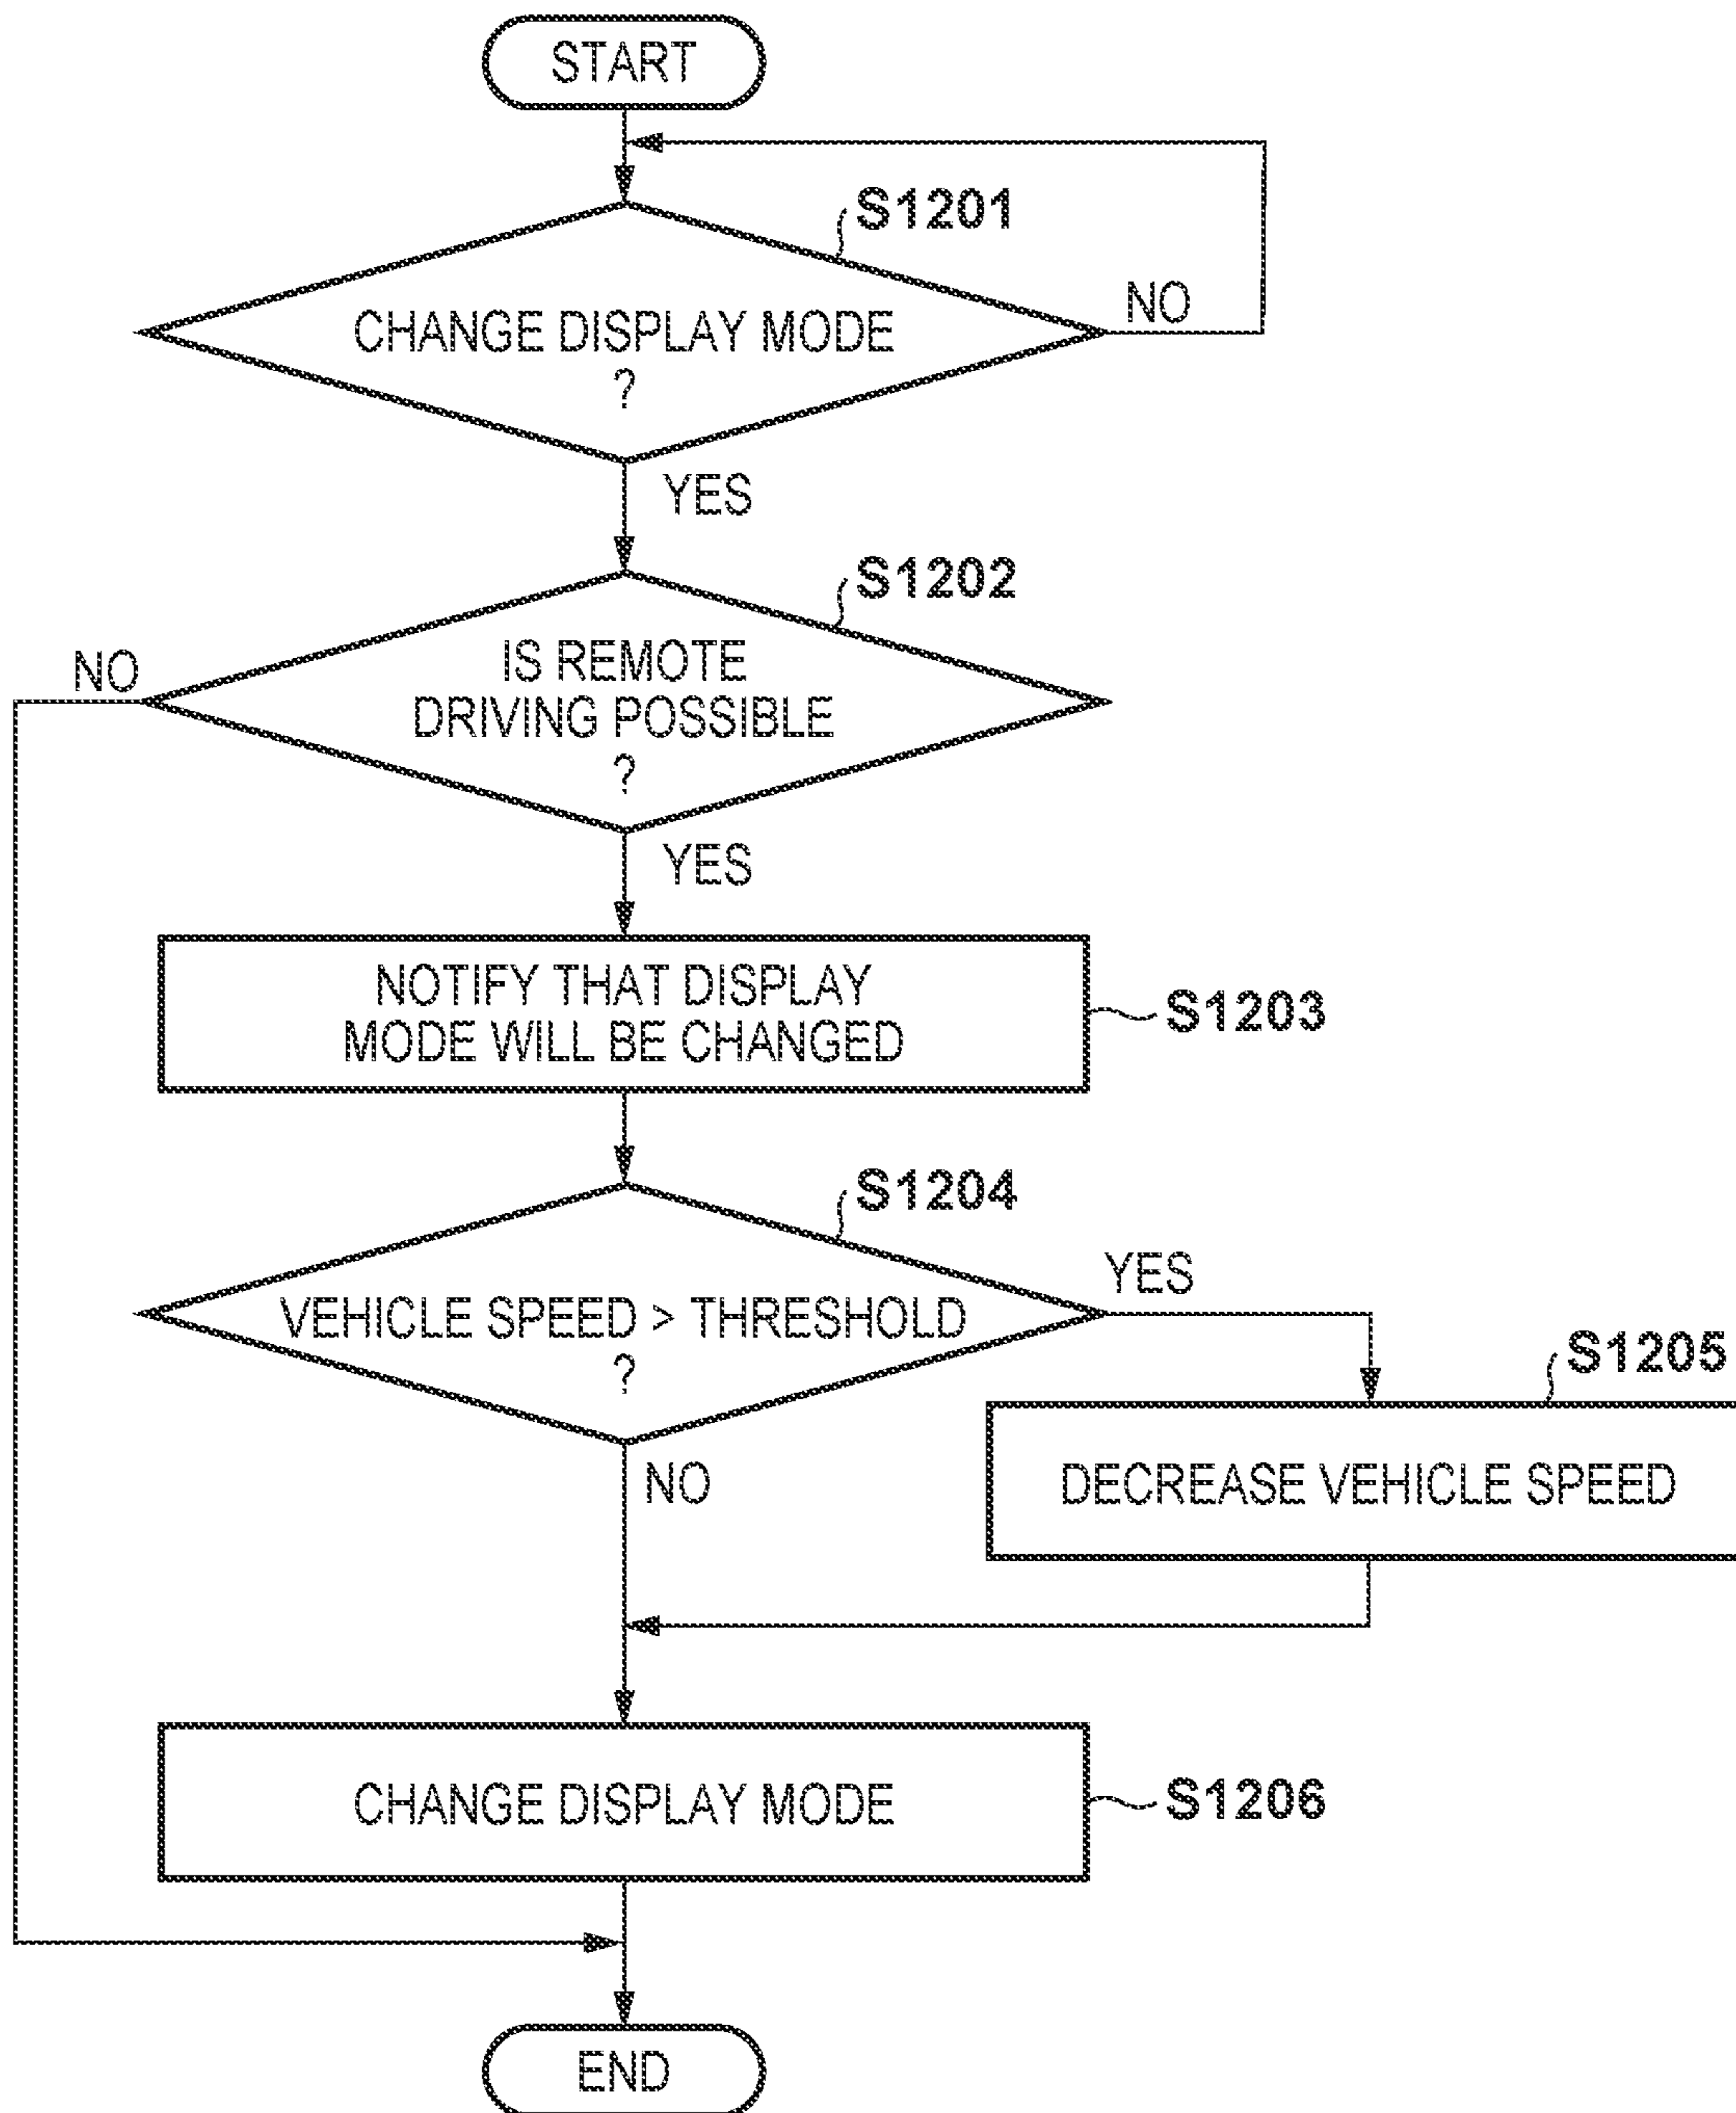 START
S1201
CHANGE DISPLAY MODE
?
NO
YES
S1202
IS REMOTE
DRIVING POSSIBLE
?
NO
YES
NOTIFY THAT DISPLAY
MODE WILL BE CHANGED
S1203
S1204
VEHICLE SPEED > THRESHOLD
?
YES
NO
S1205
DECREASE VEHICLE SPEED
CHANGE DISPLAY MODE
S1206
END